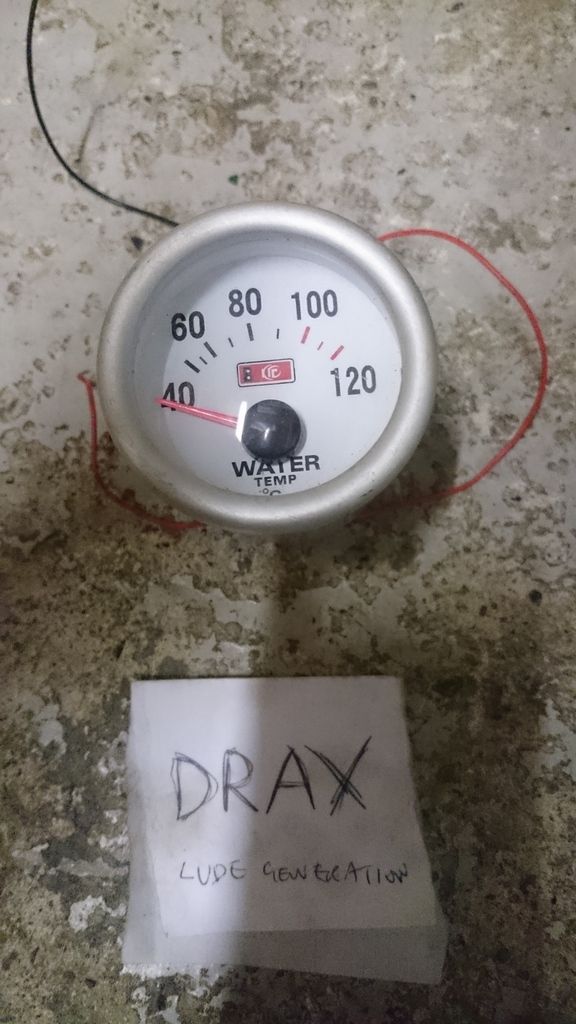 80
60
100
40
120
WATER
TEMP
°C
DRAX
LUDE GENERATION